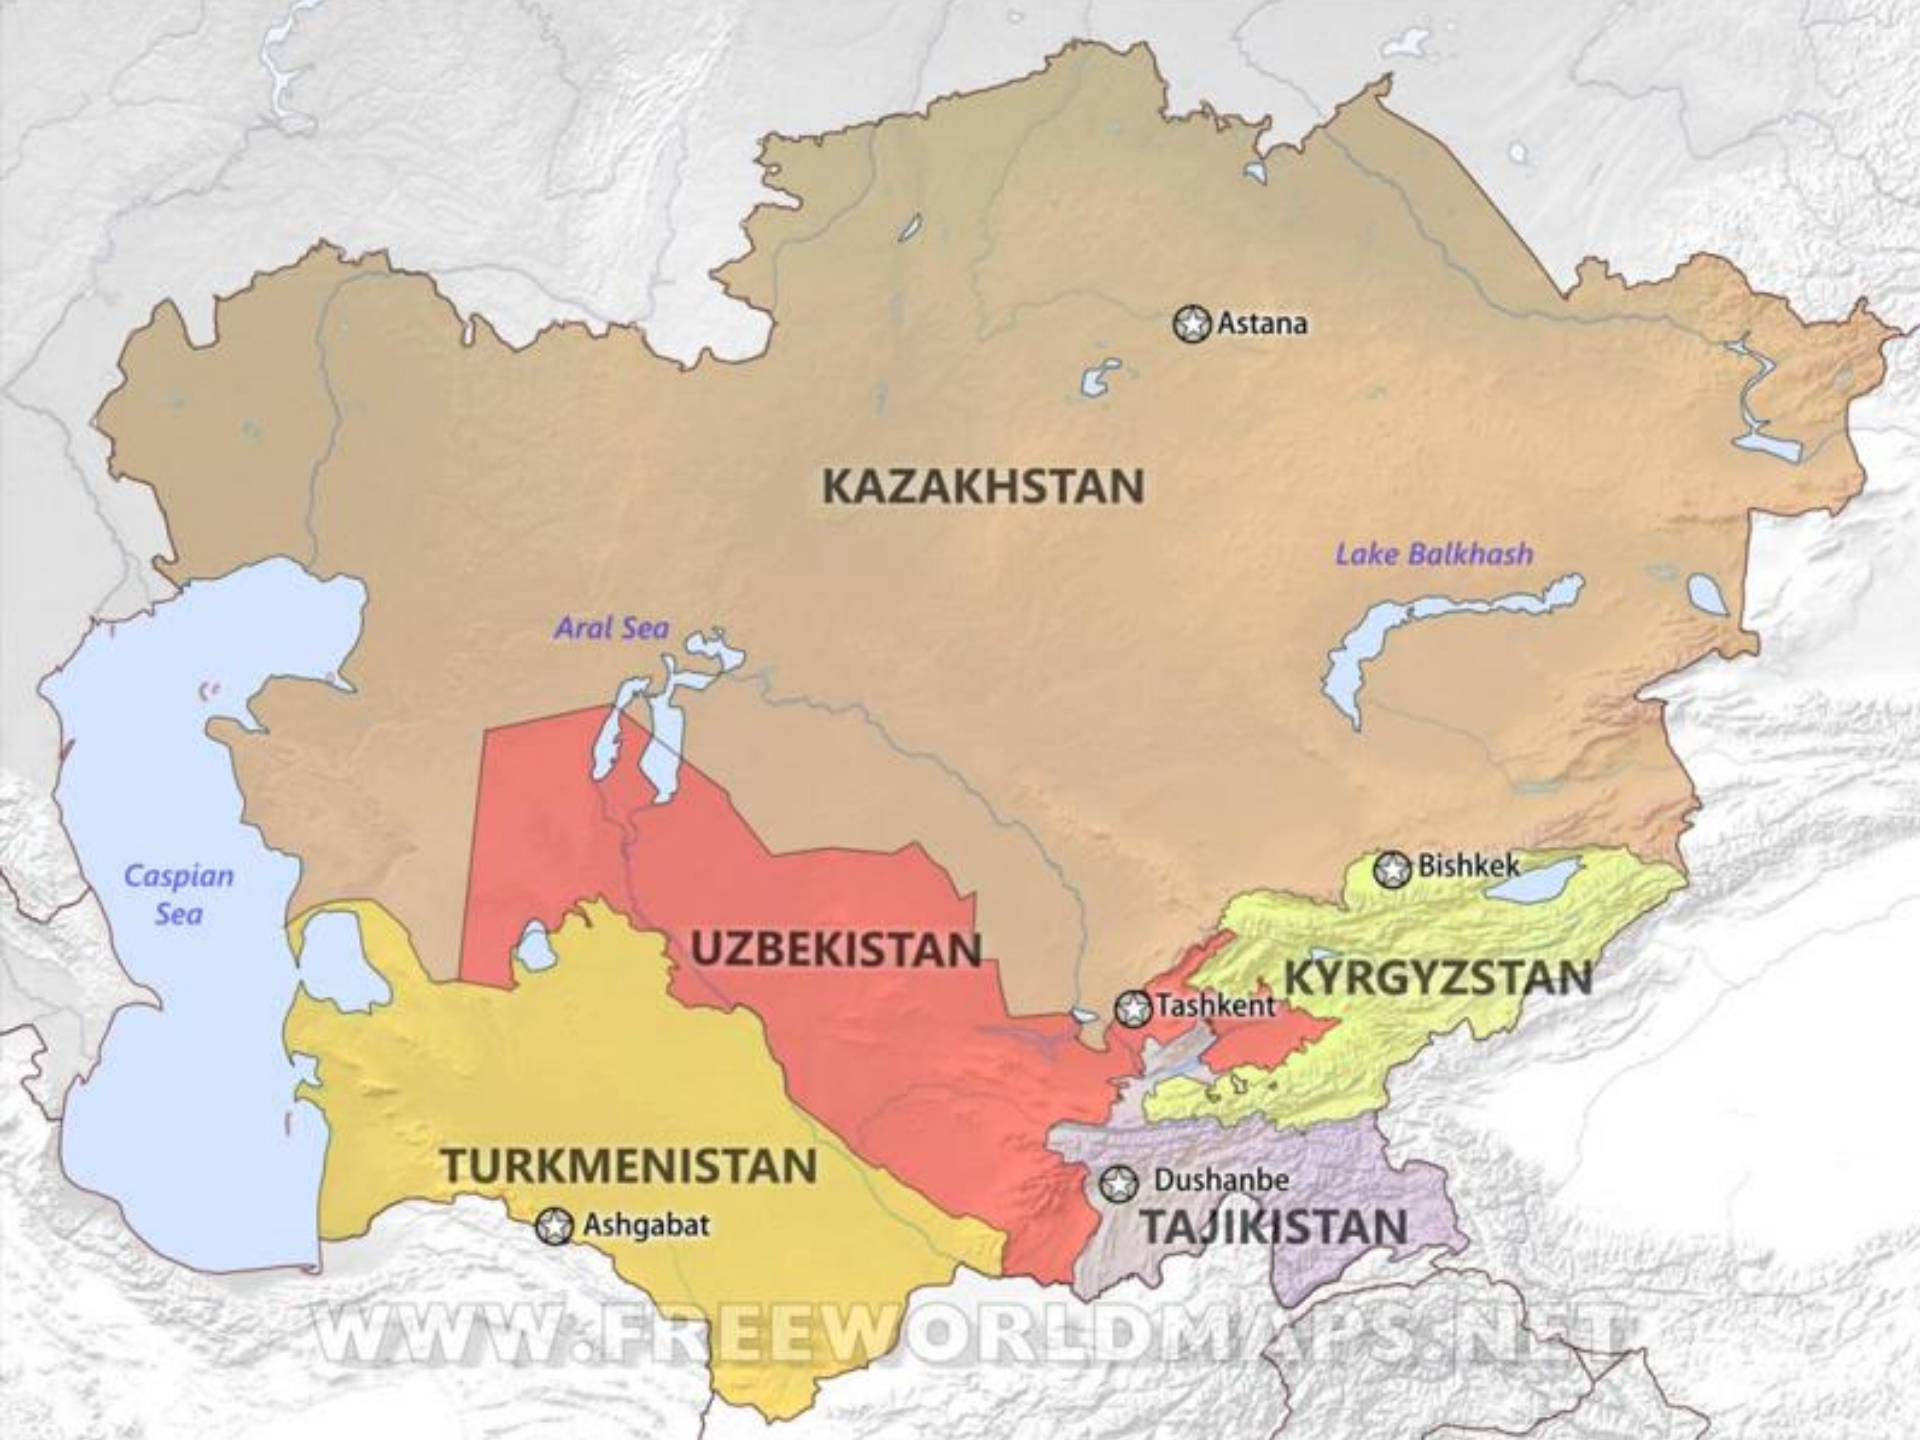 Astana
KAZAKHSTAN
Lake Balkhash
Aral Sea
Bishkek
Caspian
Sea
UZBEKISTAN
KYRGYZSTAN
Tashkent
TURKMENISTAN
Dushanbe
Ashgabat
TAJIKISTAN
WWW.FREEWORLDMAPS.NET